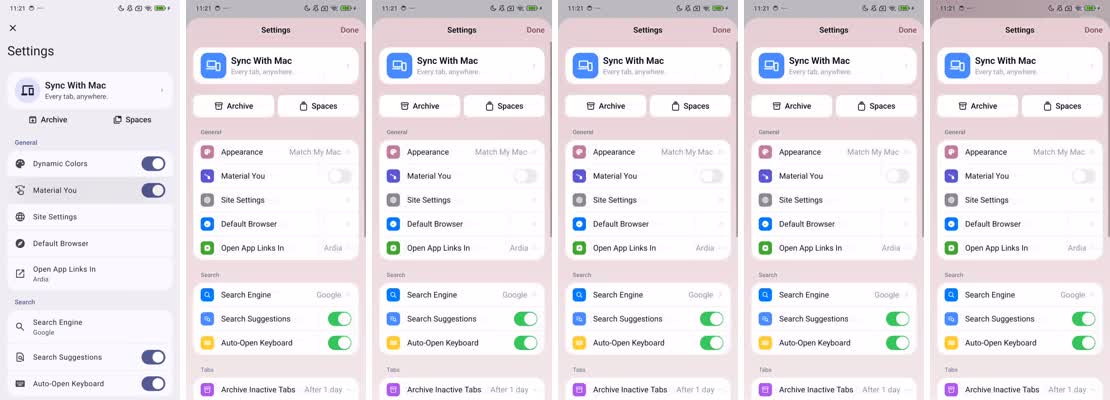 11:21
Settings
Sync With Mac
Every tab, anywhere.
Archive Spaces
General
Dynamic Colors
Material You
Site Settings
Default Browser
Open App Links In
Ardia
Search
Search Engine
Google
Search Suggestions
Auto-Open Keyboard
11:21
Settings Done
Sync With Mac
Every tab, anywhere.
Archive Spaces
General
Appearance Match My Mac
Material You
Site Settings
Default Browser
Open App Links In Ardia
Search
Search Engine Google
Search Suggestions
Auto-Open Keyboard
Tabs
Archive Inactive Tabs After 1 day
11:21
Settings Done
Sync With Mac
Every tab, anywhere.
Archive Spaces
General
Appearance Match My Mac
Material You
Site Settings
Default Browser
Open App Links In Ardia
Search
Search Engine Google
Search Suggestions
Auto-Open Keyboard
Tabs
Archive Inactive Tabs After 1 day
11:21
Settings Done
Sync With Mac
Every tab, anywhere.
Archive Spaces
General
Appearance Match My Mac
Material You
Site Settings
Default Browser
Open App Links In Ardia
Search
Search Engine Google
Search Suggestions
Auto-Open Keyboard
Tabs
Archive Inactive Tabs After 1 day
11:21
Settings Done
Sync With Mac
Every tab, anywhere.
Archive Spaces
General
Appearance Match My Mac
Material You
Site Settings
Default Browser
Open App Links In Ardia
Search
Search Engine Google
Search Suggestions
Auto-Open Keyboard
Tabs
Archive Inactive Tabs After 1 day
11:21
Settings Done
Sync With Mac
Every tab, anywhere.
Archive Spaces
General
Appearance Match My Mac
Material You
Site Settings
Default Browser
Open App Links In Ardia
Search
Search Engine Google
Search Suggestions
Auto-Open Keyboard
Tabs
Archive Inactive Tabs After 1 day